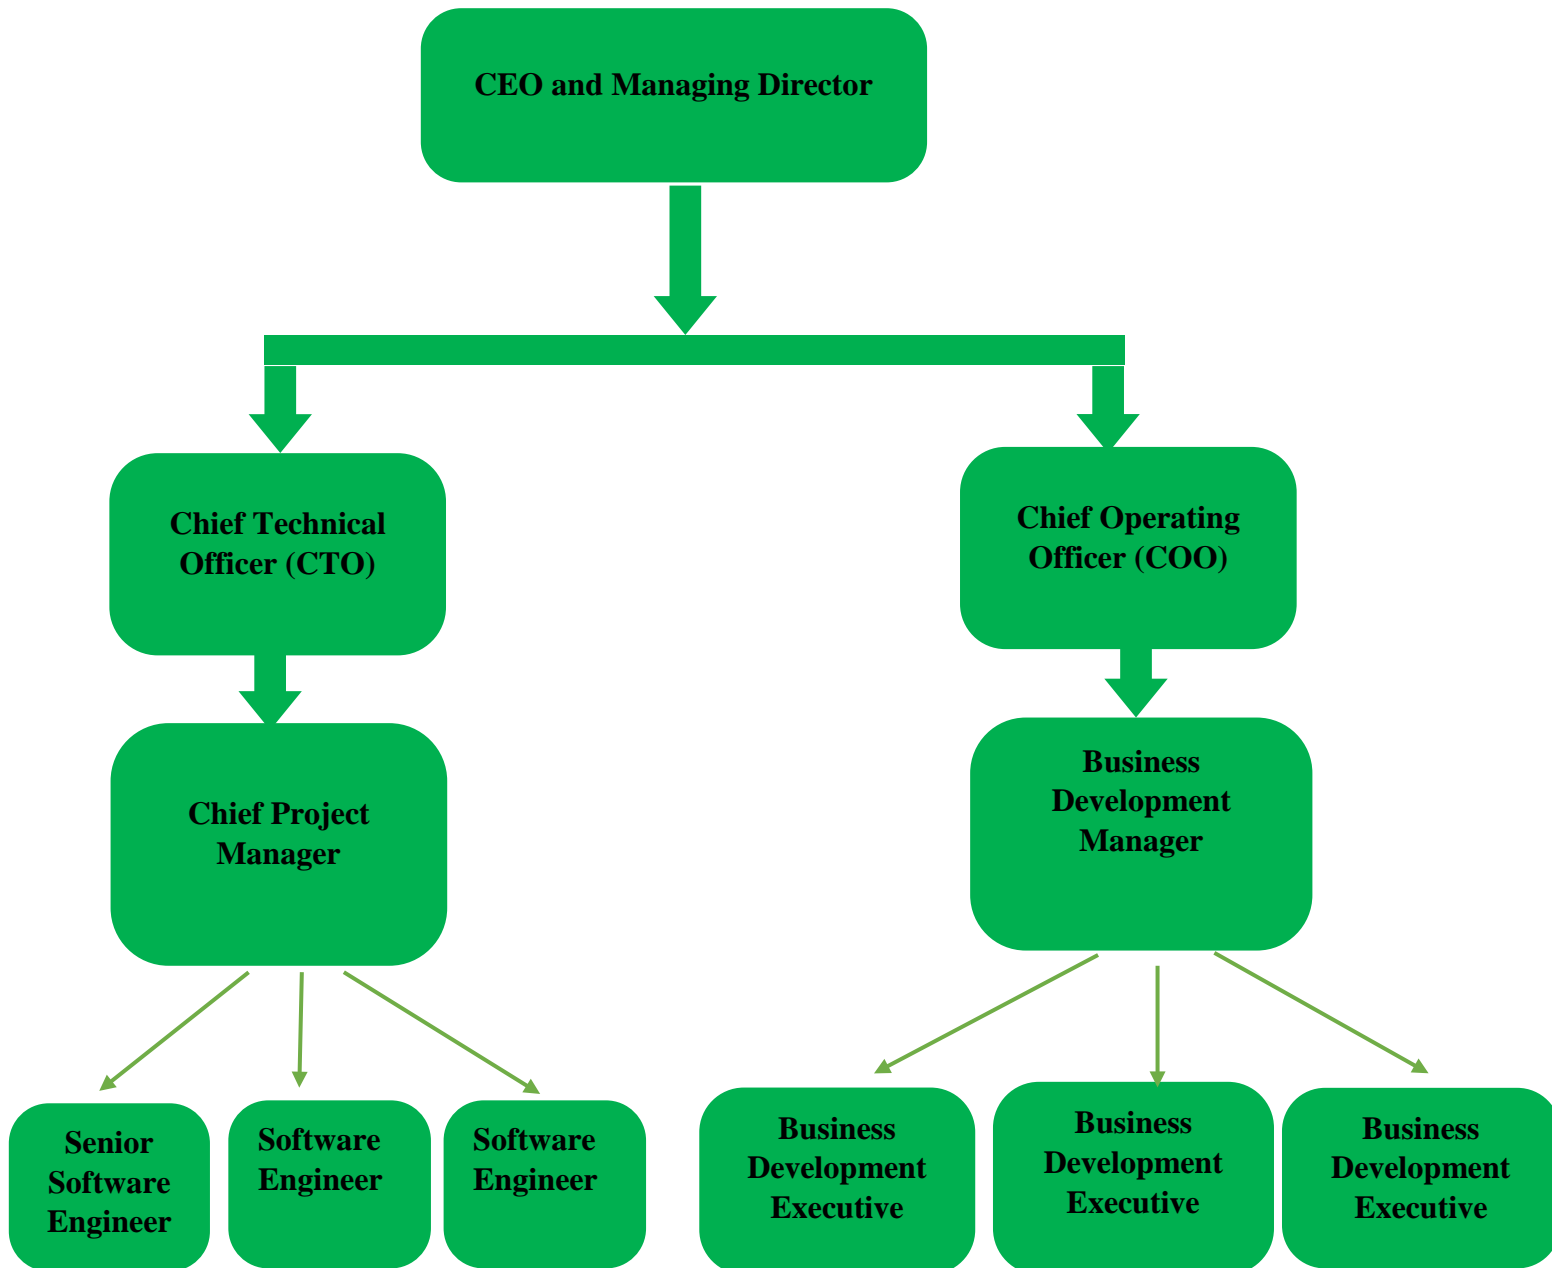 CEO and Managing Director
Chief Technical
Officer (CTO)
Chief Operating
Officer (COO)
Chief Project
Manager
Business
Development
Manager
Senior
Software
Engineer
Software
Engineer
Software
Engineer
Business
Development
Executive
Business
Development
Executive
Business
Development
Executive